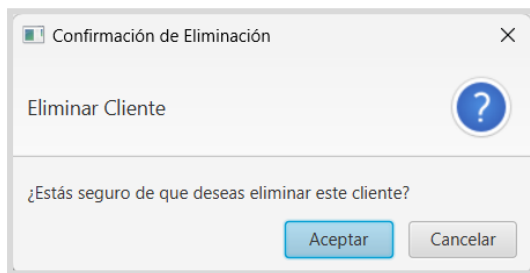 Confirmación de Eliminación
Eliminar Cliente
?
¿Estás seguro de que deseas eliminar este cliente?
Aceptar Cancelar